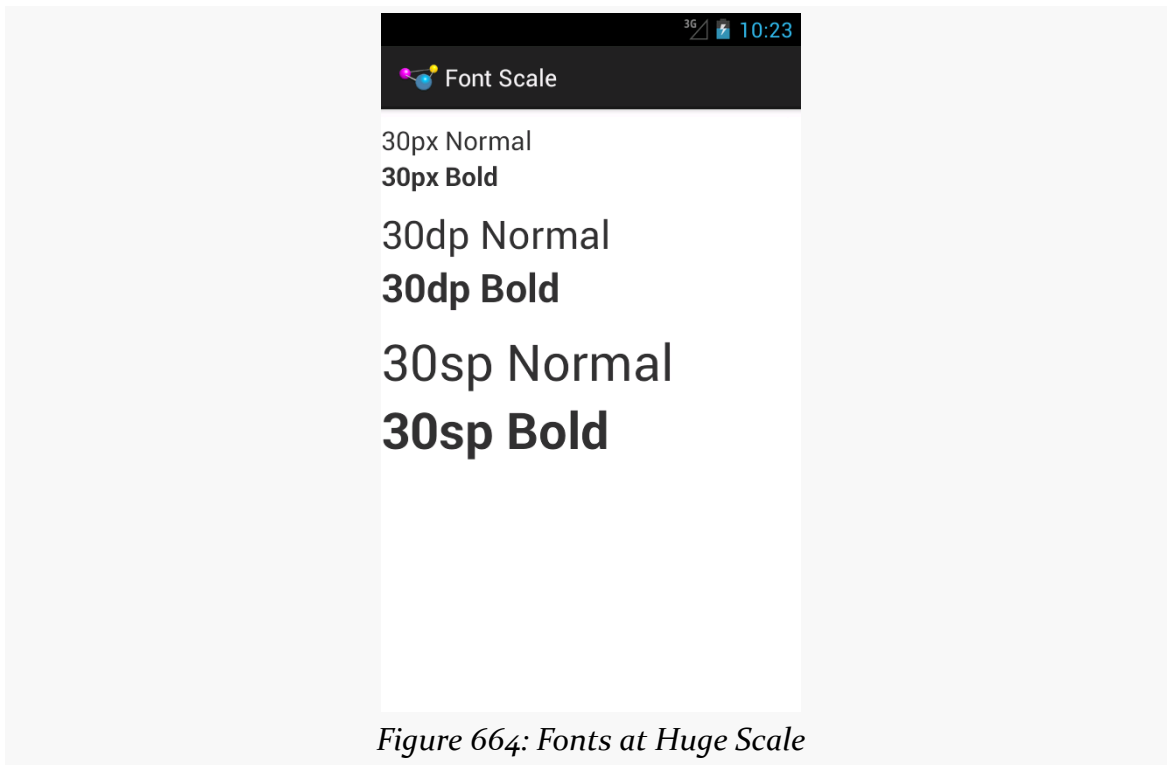 3G 10:23
Font Scale
30px Normal
30px Bold
30dp Normal
30dp Bold
30sp Normal
30sp Bold
Figure 664: Fonts at Huge Scale